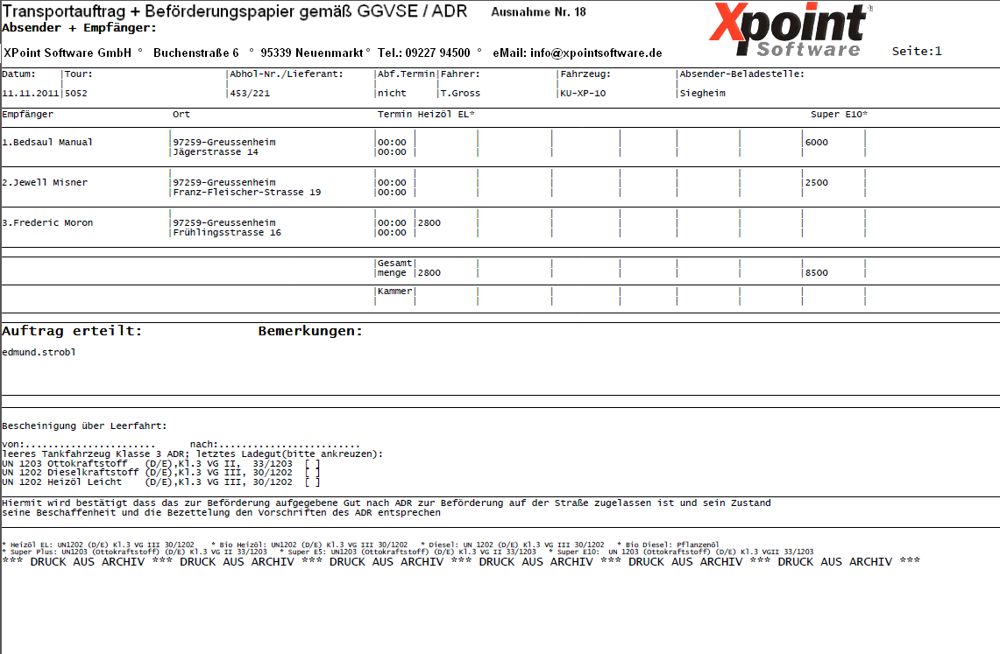 Transportauftrag + Beförderungspapier gemäß GGVSE / ADR Ausnahme Nr. 18
Absender + Empfänger:
Xpoint Software
XPoint Software GmbH ° Buchenstraße 6 ° 95339 Neuenmarkt ° Tel.: 09227 94500 ° eMail: info@xpointsoftware.de Seite:1
Datum: |Tour: |Abhol-Nr./Lieferant: |Abf.Termin|Fahrer: |Fahrzeug: |Absender-Beladestelle:
11.11.2011|5052 |453/221 |nicht |T.Gross |KU-XP-10 |Siegheim
Empfänger Ort Termin Heizöl EL* Super E10*
1.Bedsaul Manual |97259-Greussenheim |00:00 | | | | | | |6000 |
|Jägerstrasse 14 |00:00 | | | | | | | |
2.Jewell Misner |97259-Greussenheim |00:00 | | | | | | |2500 |
|Franz-Fleischer-Strasse 19 |00:00 | | | | | | | |
3.Frederic Moron |97259-Greussenheim |00:00 |2800 | | | | | | |
|Frühlingsstrasse 16 |00:00 | | | | | | | |
|Gesamt| | | | | | | |
|menge |2800 | | | | | |8500 |
|Kammer| | | | | | | |
Auftrag erteilt: Bemerkungen:
edmund.strobl
Bescheinigung über Leerfahrt:
von:....................... nach:.........................
leeres Tankfahrzeug Klasse 3 ADR; letztes Ladegut(bitte ankreuzen):
UN 1203 Ottokraftstoff (D/E),Kl.3 VG II, 33/1203 [ ]
UN 1202 Dieselkraftstoff (D/E),Kl.3 VG III, 30/1202 [ ]
UN 1202 Heizöl Leicht (D/E),Kl.3 VG III, 30/1202 [ ]
Hiermit wird bestätigt dass das zur Beförderung aufgegebene Gut nach ADR zur Beförderung auf der Straße zugelassen ist und sein Zustand
seine Beschaffenheit und die Bezettelung den Vorschriften des ADR entsprechen
* Heizöl EL: UN1202 (D/E) Kl.3 VG III 30/1202 * Bio Heizöl: UN1202 (D/E) Kl.3 VG III 30/1202 * Diesel: UN 1202 (D/E) Kl.3 VG III 30/1202 * Bio Diesel: Pflanzenöl
* Super Plus: UN1203 (Ottokraftstoff) (D/E) Kl.3 VG II 33/1203 * Super E5: UN1203 (Ottokraftstoff) (D/E) Kl.3 VG II 33/1203 * Super E10: UN 1203 (Ottokraftstoff) (D/E) Kl.3 VGII 33/1203
*** DRUCK AUS ARCHIV *** DRUCK AUS ARCHIV *** DRUCK AUS ARCHIV *** DRUCK AUS ARCHIV *** DRUCK AUS ARCHIV *** DRUCK AUS ARCHIV ***